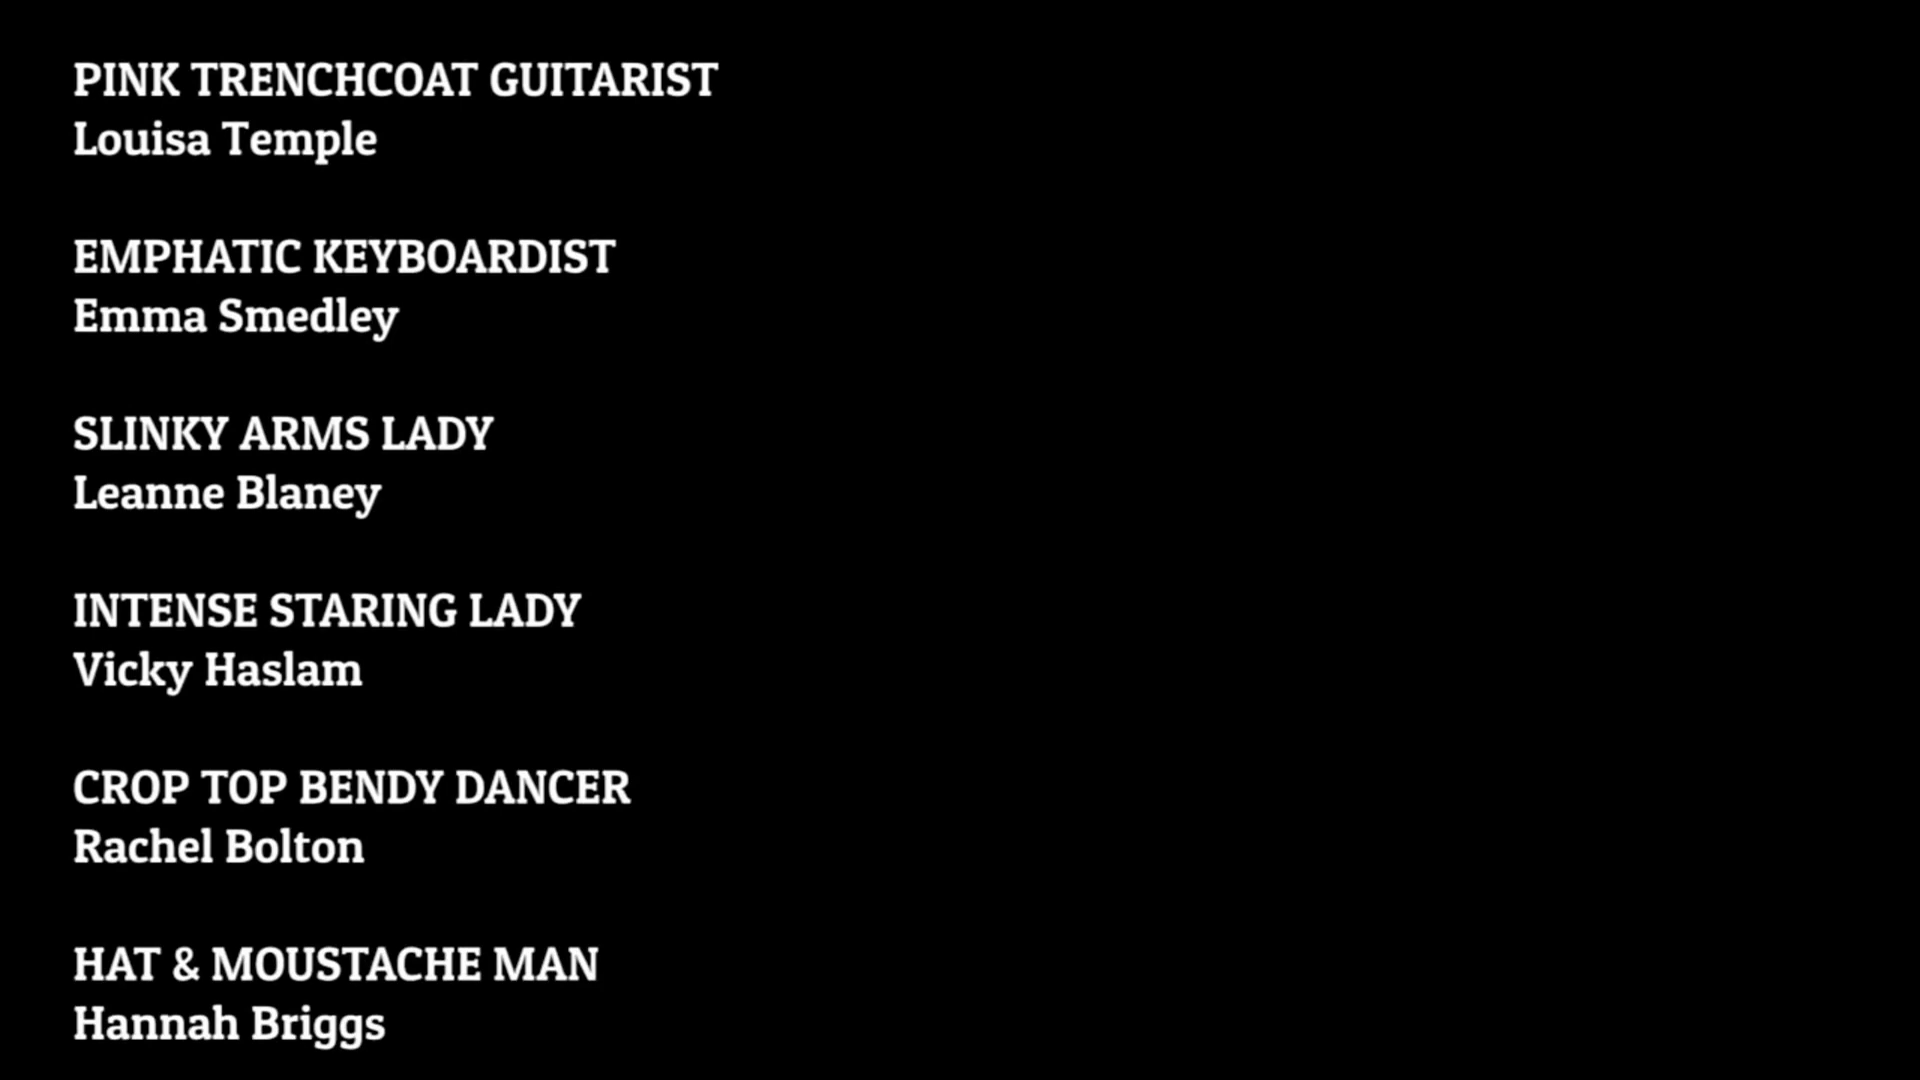 PINK TRENCHCOAT GUITARIST
Louisa Temple
EMPHATIC KEYBOARDIST
Emma Smedley
SLINKY ARMS LADY
Leanne Blaney
INTENSE STARING LADY
Vicky Haslam
CROP TOP BENDY DANCER
Rachel Bolton
HAT & MOUSTACHE MAN
Hannah Briggs